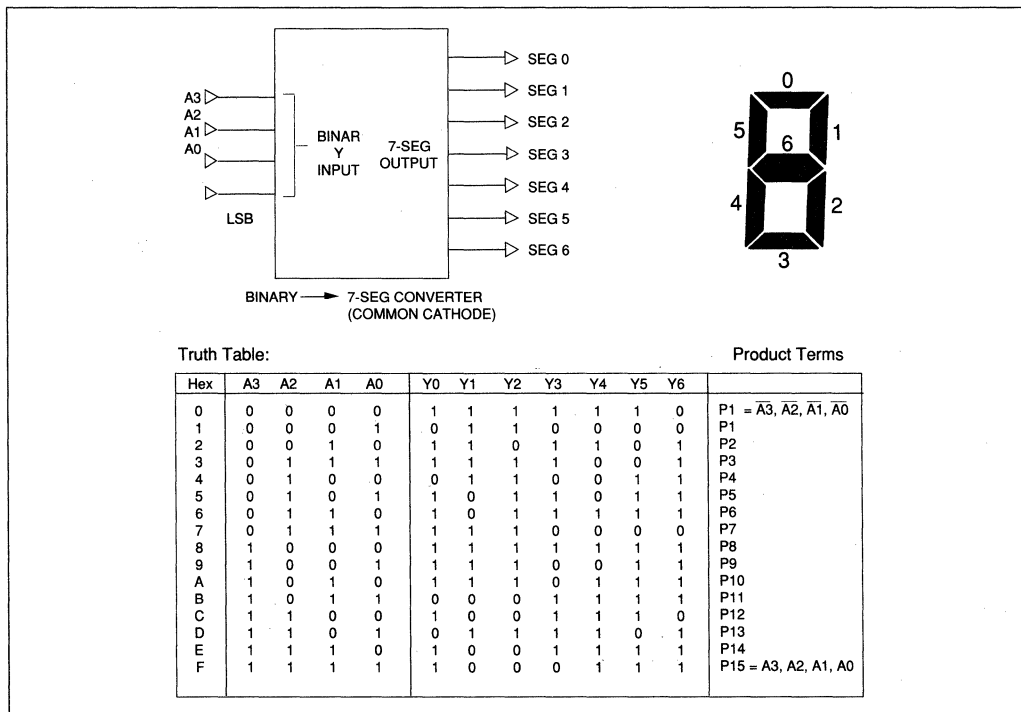 SEG 0
SEG 1
SEG 2
SEG 3
SEG 4
SEG 5
SEG 6
A3
A2
A1
A0
LSB
BINAR
Y
INPUT
7-SEG
OUTPUT
BINARY → 7-SEG CONVERTER
(COMMON CATHODE)
0
5 1
6
4 2
3
Truth Table: Product Terms
Hex A3 A2 A1 A0 Y0 Y1 Y2 Y3 Y4 Y5 Y6
0 0 0 0 0 1 1 1 1 1 1 0 P1 = A̅3̅, A̅2̅, A̅1̅, A̅0̅
1 0 0 0 1 0 1 1 0 0 0 0 P1
2 0 0 1 0 1 1 0 1 1 0 1 P2
3 0 1 1 1 1 1 1 1 0 0 1 P3
4 0 1 0 0 0 1 1 0 0 1 1 P4
5 0 1 0 1 1 0 1 1 0 1 1 P5
6 0 1 1 0 1 0 1 1 1 1 1 P6
7 0 1 1 1 1 1 1 0 0 0 0 P7
8 1 0 0 0 1 1 1 1 1 1 1 P8
9 1 0 0 1 1 1 1 0 0 1 1 P9
A 1 0 1 0 1 1 1 0 1 1 1 P10
B 1 0 1 1 0 0 0 1 1 1 1 P11
C 1 1 0 0 1 0 0 1 1 1 0 P12
D 1 1 0 1 0 1 1 1 1 0 1 P13
E 1 1 1 0 1 0 0 1 1 1 1 P14
F 1 1 1 1 1 0 0 0 1 1 1 P15 = A3, A2, A1, A0